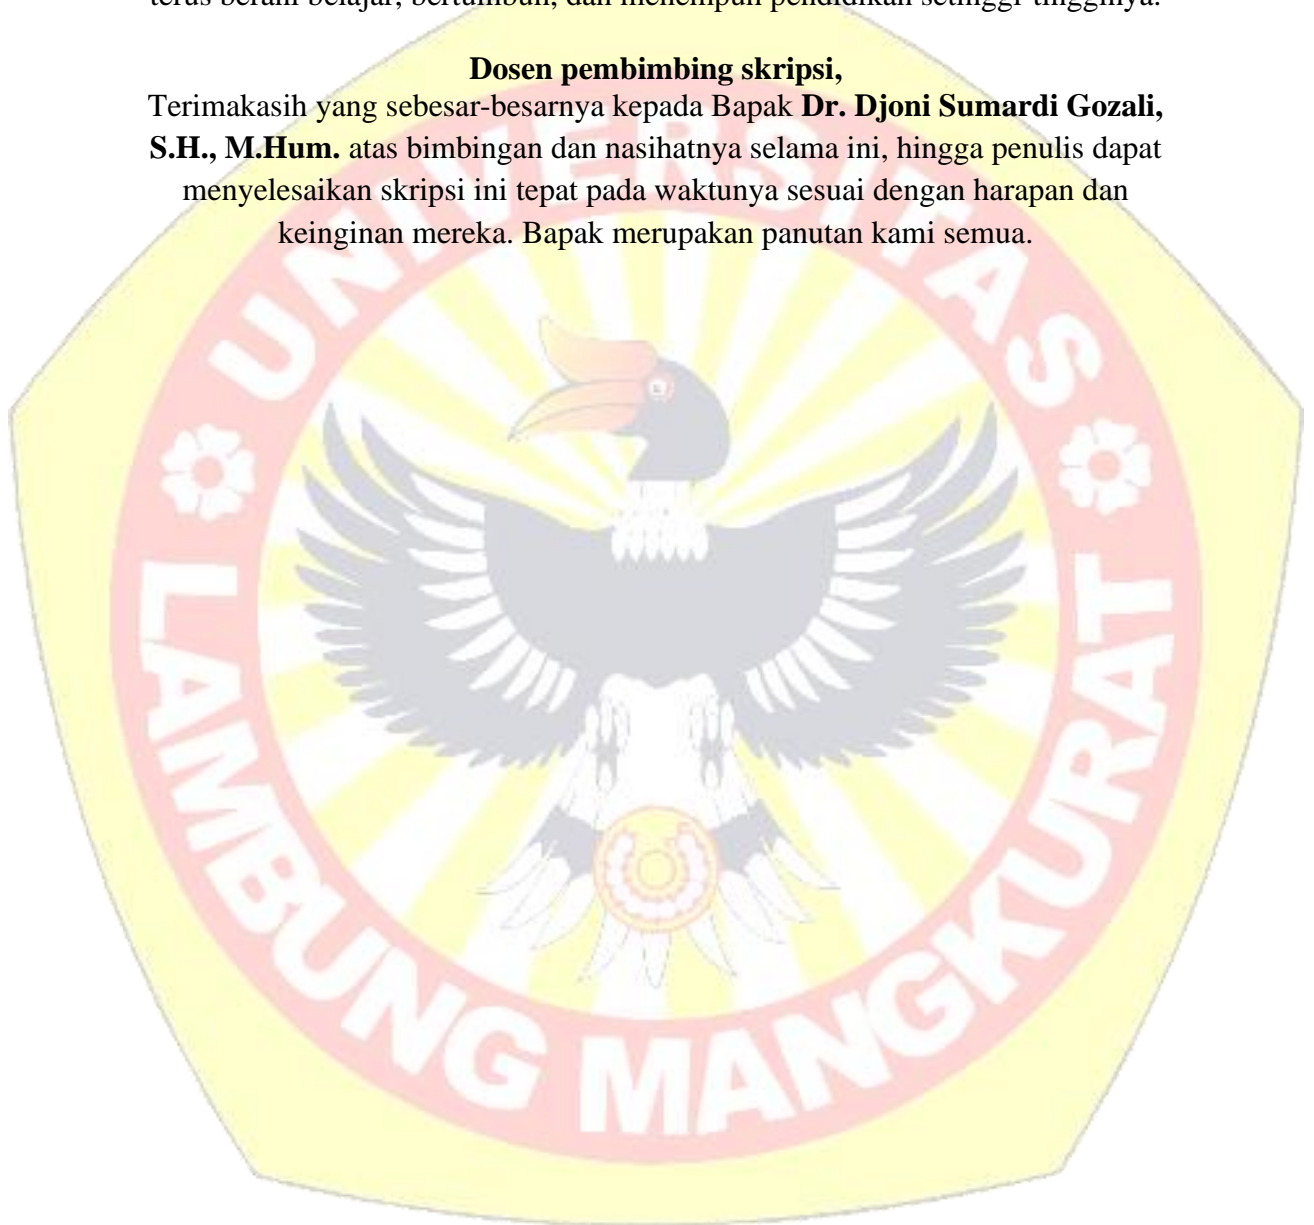 terus berani belajar, bertumbuh, dan menempuh pendidikan setinggi-tingginya.
Dosen pembimbing skripsi,
Terimakasih yang sebesar-besarnya kepada Bapak Dr. Djoni Sumardi Gozali,
S.H., M.Hum. atas bimbingan dan nasihatnya selama ini, hingga penulis dapat
menyelesaikan skripsi ini tepat pada waktunya sesuai dengan harapan dan
keinginan mereka. Bapak merupakan panutan kami semua.
UNIVERSITAS
LAMBUNG MANGKURAT